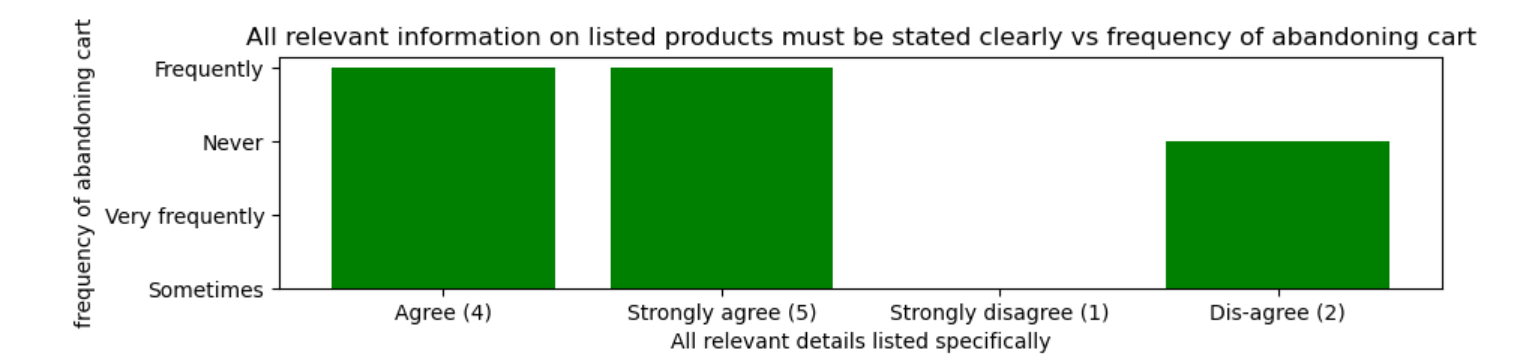 All relevant information on listed products must be stated clearly vs frequency of abandoning cart
frequency of abandoning cart
Frequently
Never
Very frequently
Sometimes
Agree (4)
Strongly agree (5)
Strongly disagree (1)
Dis-agree (2)
All relevant details listed specifically